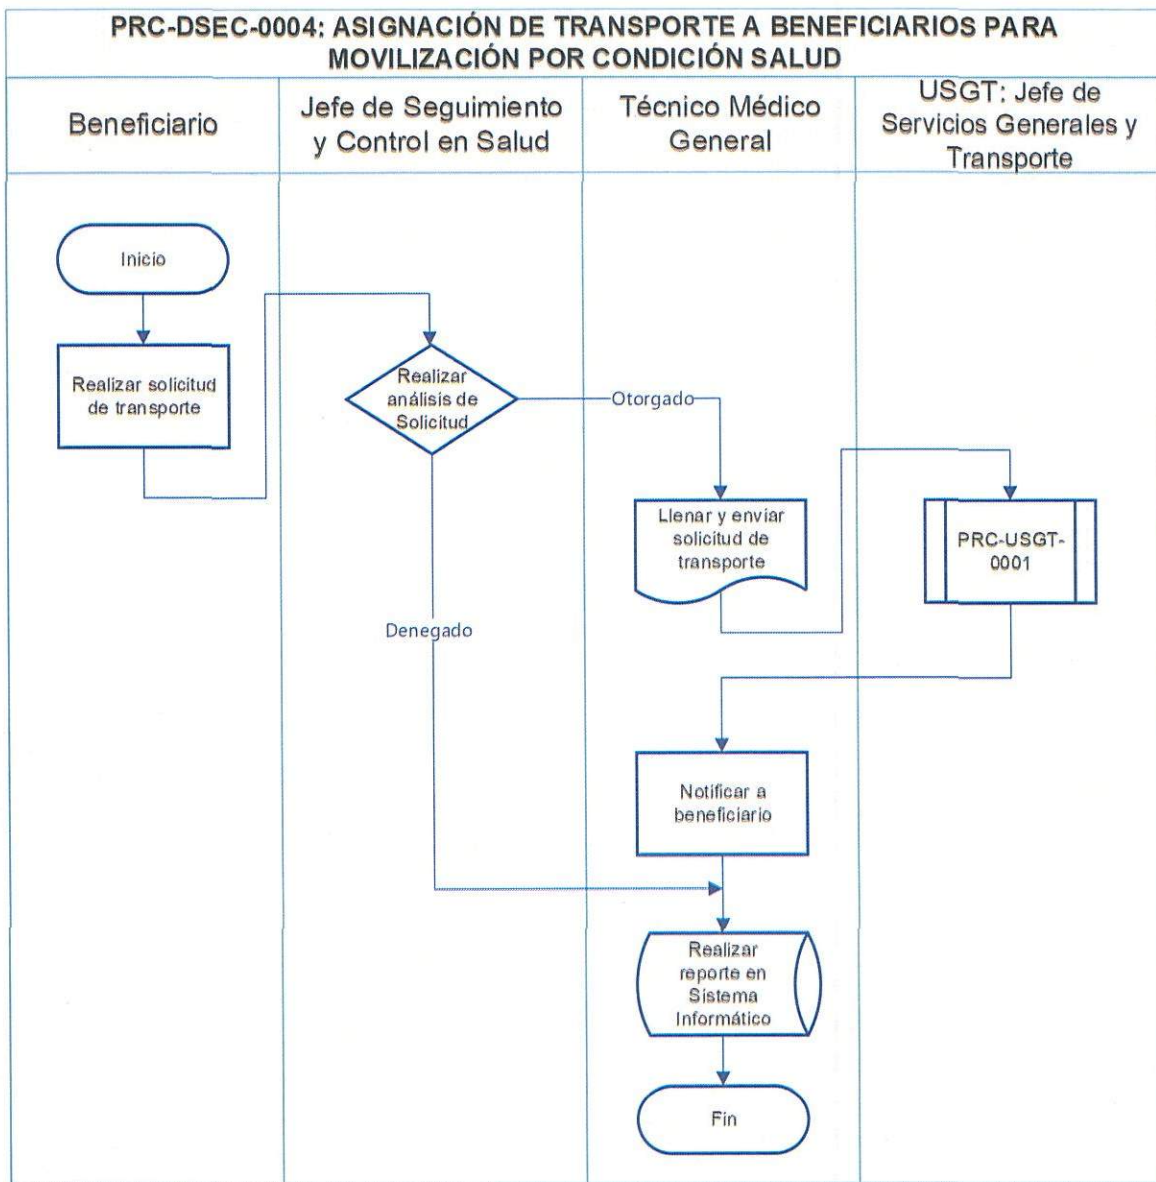 PRC-DSEC-0004: ASIGNACIÓN DE TRANSPORTE A BENEFICIARIOS PARA
MOVILIZACIÓN POR CONDICIÓN SALUD
Beneficiario
Jefe de Seguimiento
y Control en Salud
Técnico Médico
General
USGT: Jefe de
Servicios Generales y
Transporte
Inicio
Realizar solicitud
de transporte
Realizar
análisis de
Solicitud
Otorgado
Llenar y enviar
solicitud de
transporte
PRC-USGT-
0001
Denegado
Notificar a
beneficiario
Realizar
reporte en
Sistema
Informático
Fin